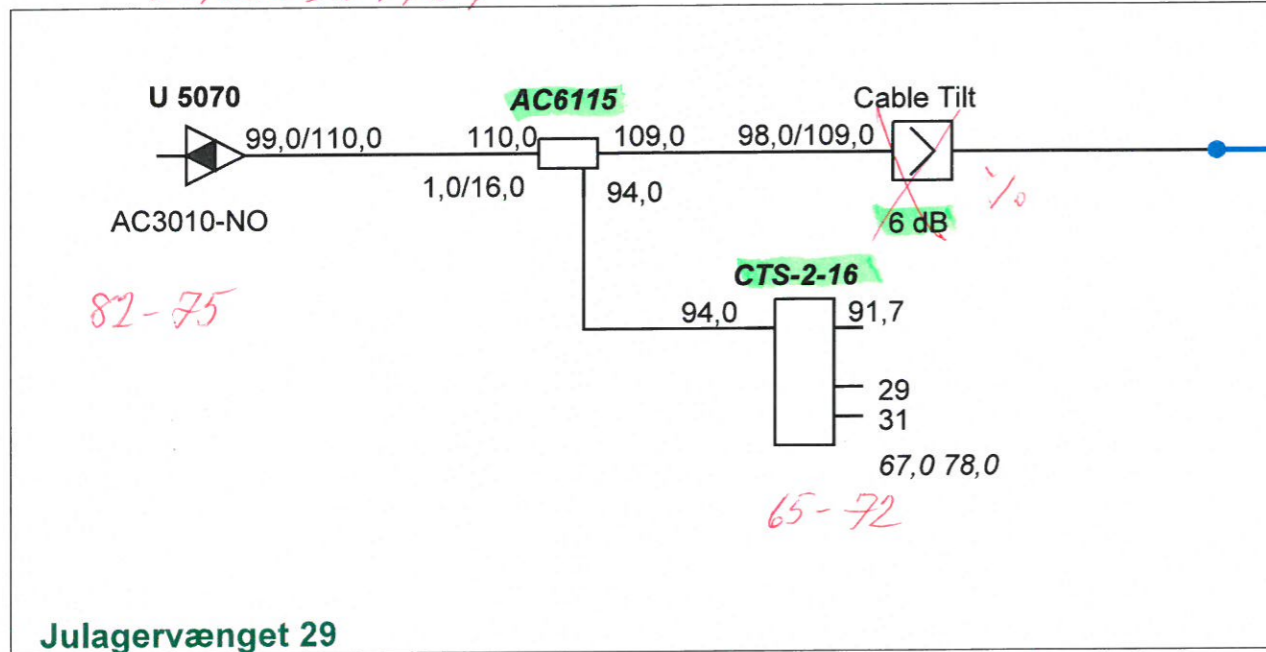 U 5070
AC6115
Cable Tilt
99,0/110,0
110,0
109,0
98,0/109,0
1,0/16,0
94,0
AC3010-NO
6 dB
%
CTS-2-16
82-75
94,0
91,7
29
31
67,0 78,0
65-72
Julagervænget 29